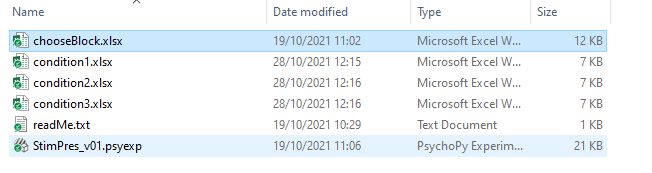 Name Date modified Type Size
chooseBlock.xlsx 19/10/2021 11:02 Microsoft Excel W... 12 KB
condition1.xlsx 28/10/2021 12:15 Microsoft Excel W... 7 KB
condition2.xlsx 28/10/2021 12:16 Microsoft Excel W... 7 KB
condition3.xlsx 28/10/2021 12:16 Microsoft Excel W... 7 KB
readMe.txt 19/10/2021 10:29 Text Document 1 KB
StimPres_v01.psyexp 19/10/2021 11:06 PsychoPy Experim... 21 KB